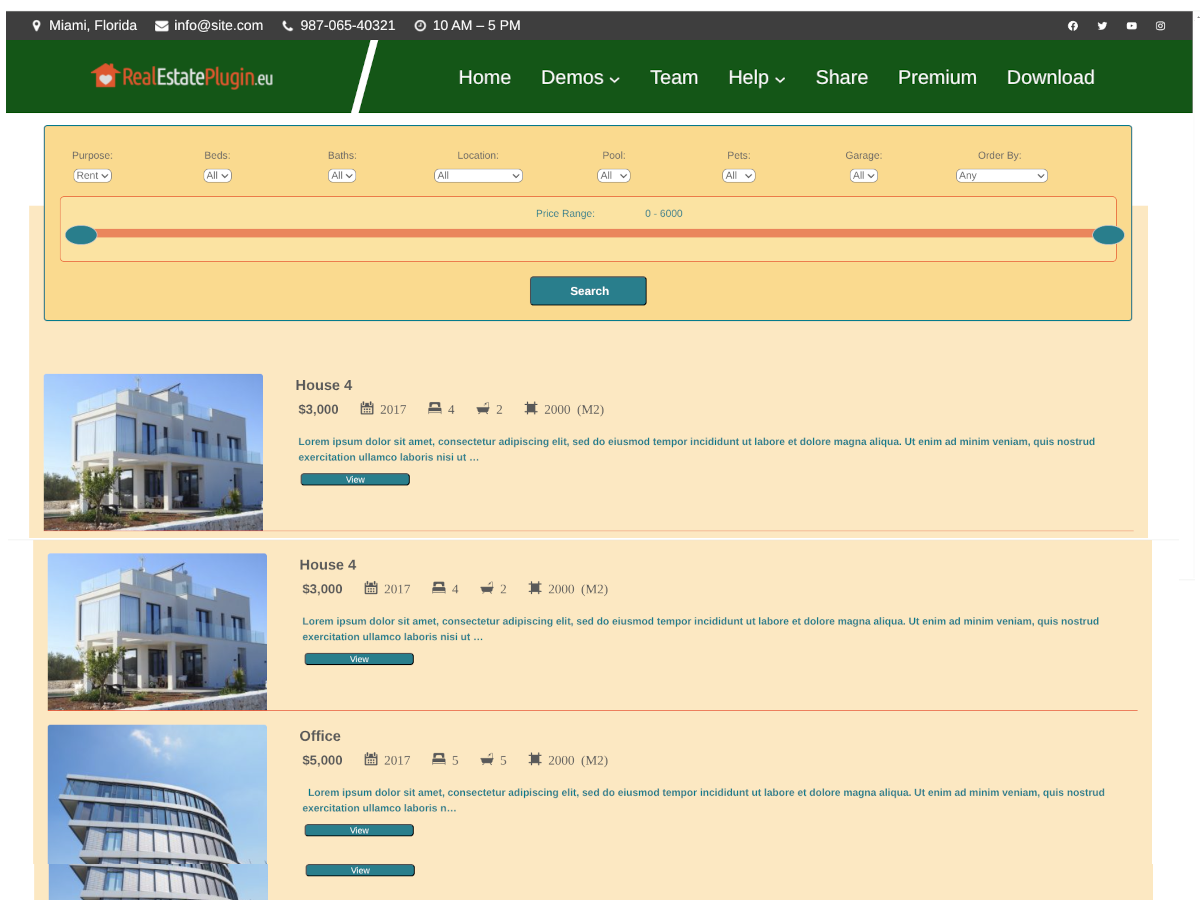 Miami, Florida info@site.com 987-065-40321 10 AM – 5 PM
RealEstatePlugin.eu
Home Demos Team Help Share Premium Download
Purpose: Beds: Baths: Location: Pool: Pets: Garage: Order By:
Rent All All All All All All Any
Price Range: 0 - 6000
Search
House 4
$3,000 2017 4 2 2000 (M2)
Lorem ipsum dolor sit amet, consectetur adipiscing elit, sed do eiusmod tempor incididunt ut labore et dolore magna aliqua. Ut enim ad minim veniam, quis nostrud
exercitation ullamco laboris nisi ut ...
View
House 4
$3,000 2017 4 2 2000 (M2)
Lorem ipsum dolor sit amet, consectetur adipiscing elit, sed do eiusmod tempor incididunt ut labore et dolore magna aliqua. Ut enim ad minim veniam, quis nostrud
exercitation ullamco laboris nisi ut ...
View
Office
$5,000 2017 5 5 2000 (M2)
Lorem ipsum dolor sit amet, consectetur adipiscing elit, sed do eiusmod tempor incididunt ut labore et dolore magna aliqua. Ut enim ad minim veniam, quis nostrud
exercitation ullamco laboris n...
View
View